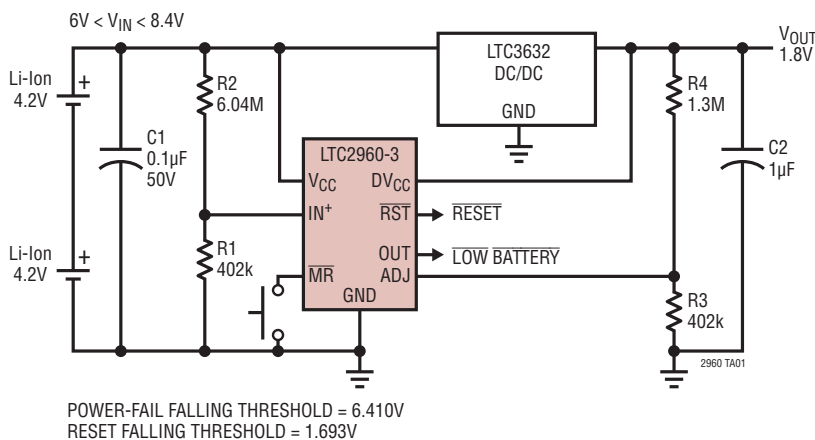 6V < VIN < 8.4V
VOUT
1.8V
LTC3632
DC/DC
GND
Li-Ion
4.2V
+
R2
6.04M
R4
1.3M
C1
0.1µF
50V
C2
1µF
LTC2960-3
VCC
DVCC
IN+
RST
RESET
OUT
LOW BATTERY
MR
ADJ
GND
Li-Ion
4.2V
+
R1
402k
R3
402k
2960 TA01
POWER-FAIL FALLING THRESHOLD = 6.410V
RESET FALLING THRESHOLD = 1.693V